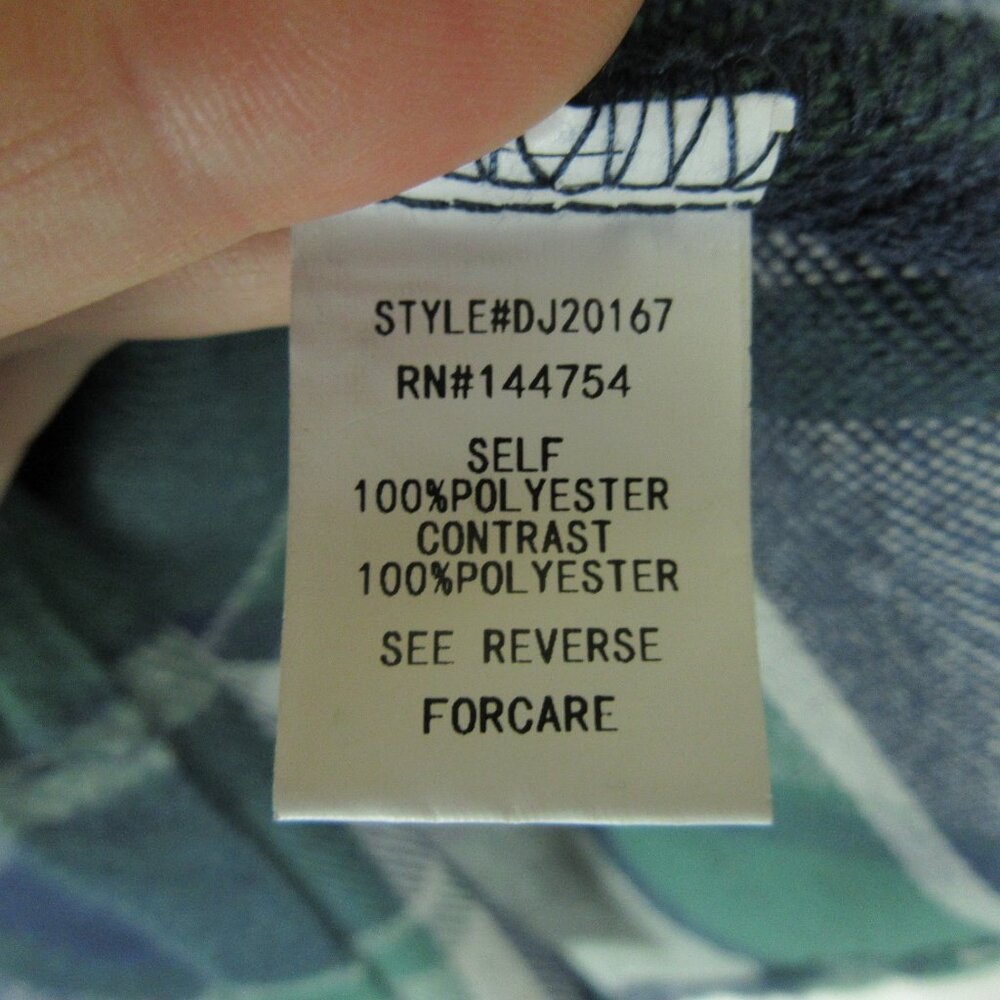 STYLE#DJ20167
RN#144754
SELF
100%POLYESTER
CONTRAST
100%POLYESTER
SEE REVERSE
FORCARE